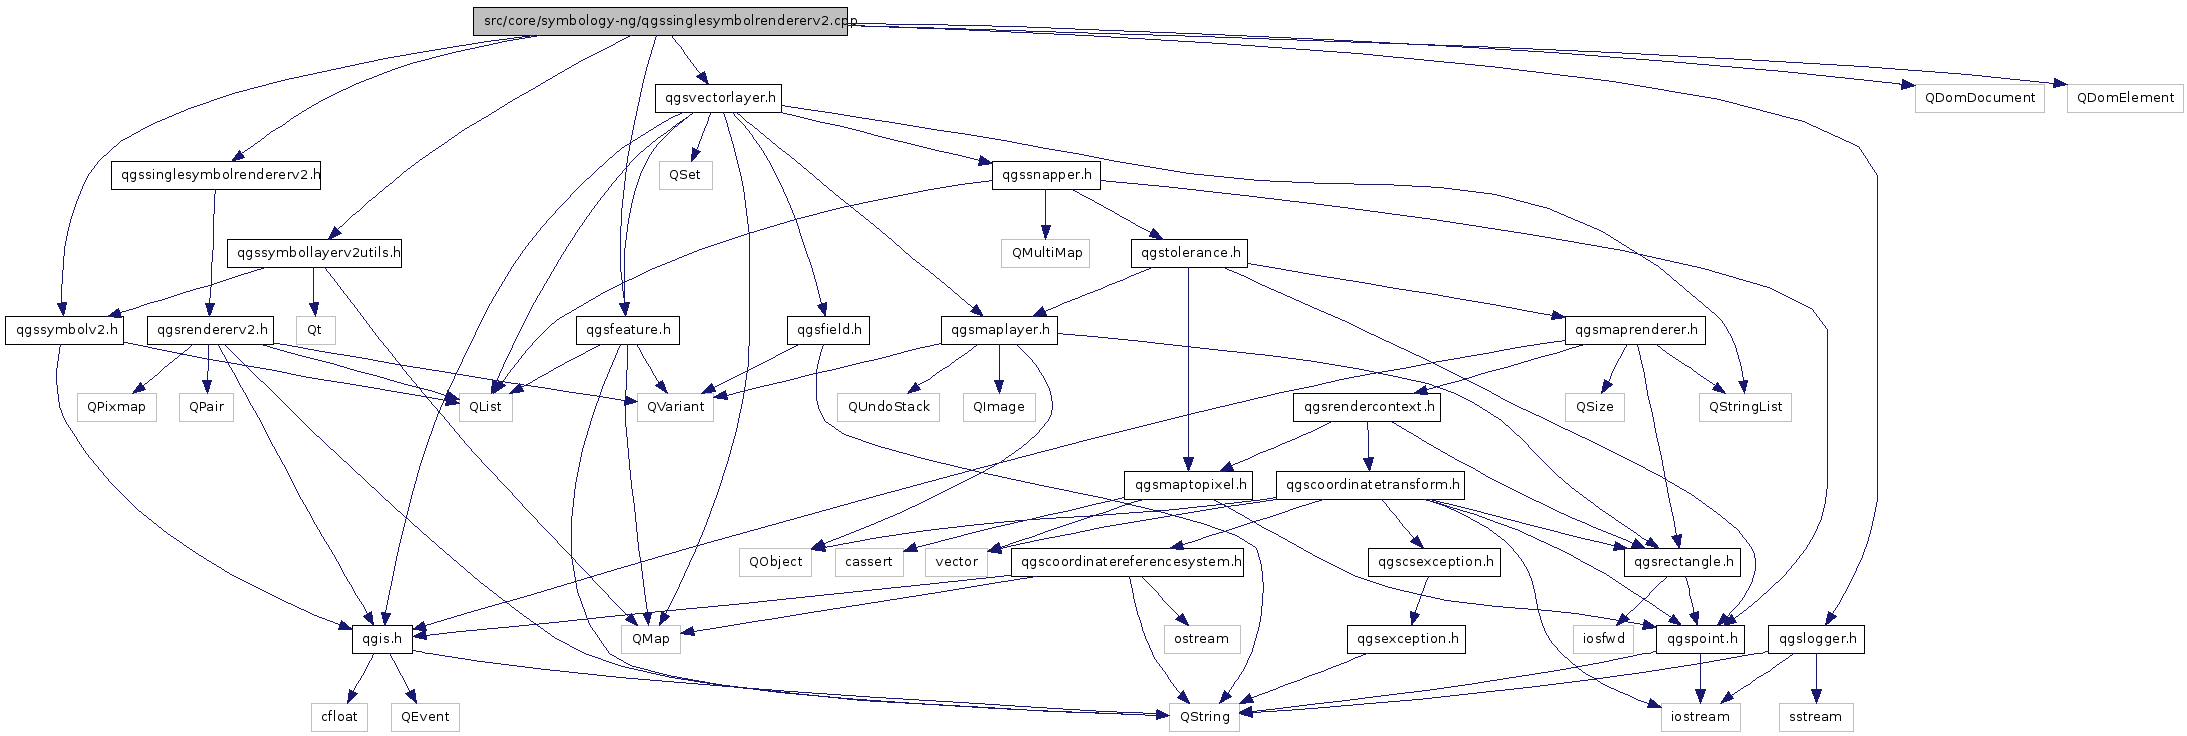 src/core/symbology-ng/qgssinglesymbolrendererv2.cpp
qgsvectorlayer.h
QDomDocument
QDomElement
qgssinglesymbolrendererv2.h
QSet
qgssnapper.h
qgssymbollayerv2utils.h
QMultiMap
qgstolerance.h
qgssymbolv2.h
qgsrendererv2.h
Qt
qgsfeature.h
qgsfield.h
qgsmaplayer.h
qgsmaprenderer.h
QPixmap
QPair
QList
QVariant
QUndoStack
QImage
qgsrendercontext.h
QSize
QStringList
qgsmaptopixel.h
qgscoordinatetransform.h
QObject
cassert
vector
qgscoordinatereferencesystem.h
qgscsexception.h
qgsrectangle.h
qgis.h
QMap
ostream
qgsexception.h
iosfwd
qgspoint.h
qgslogger.h
cfloat
QEvent
QString
iostream
sstream